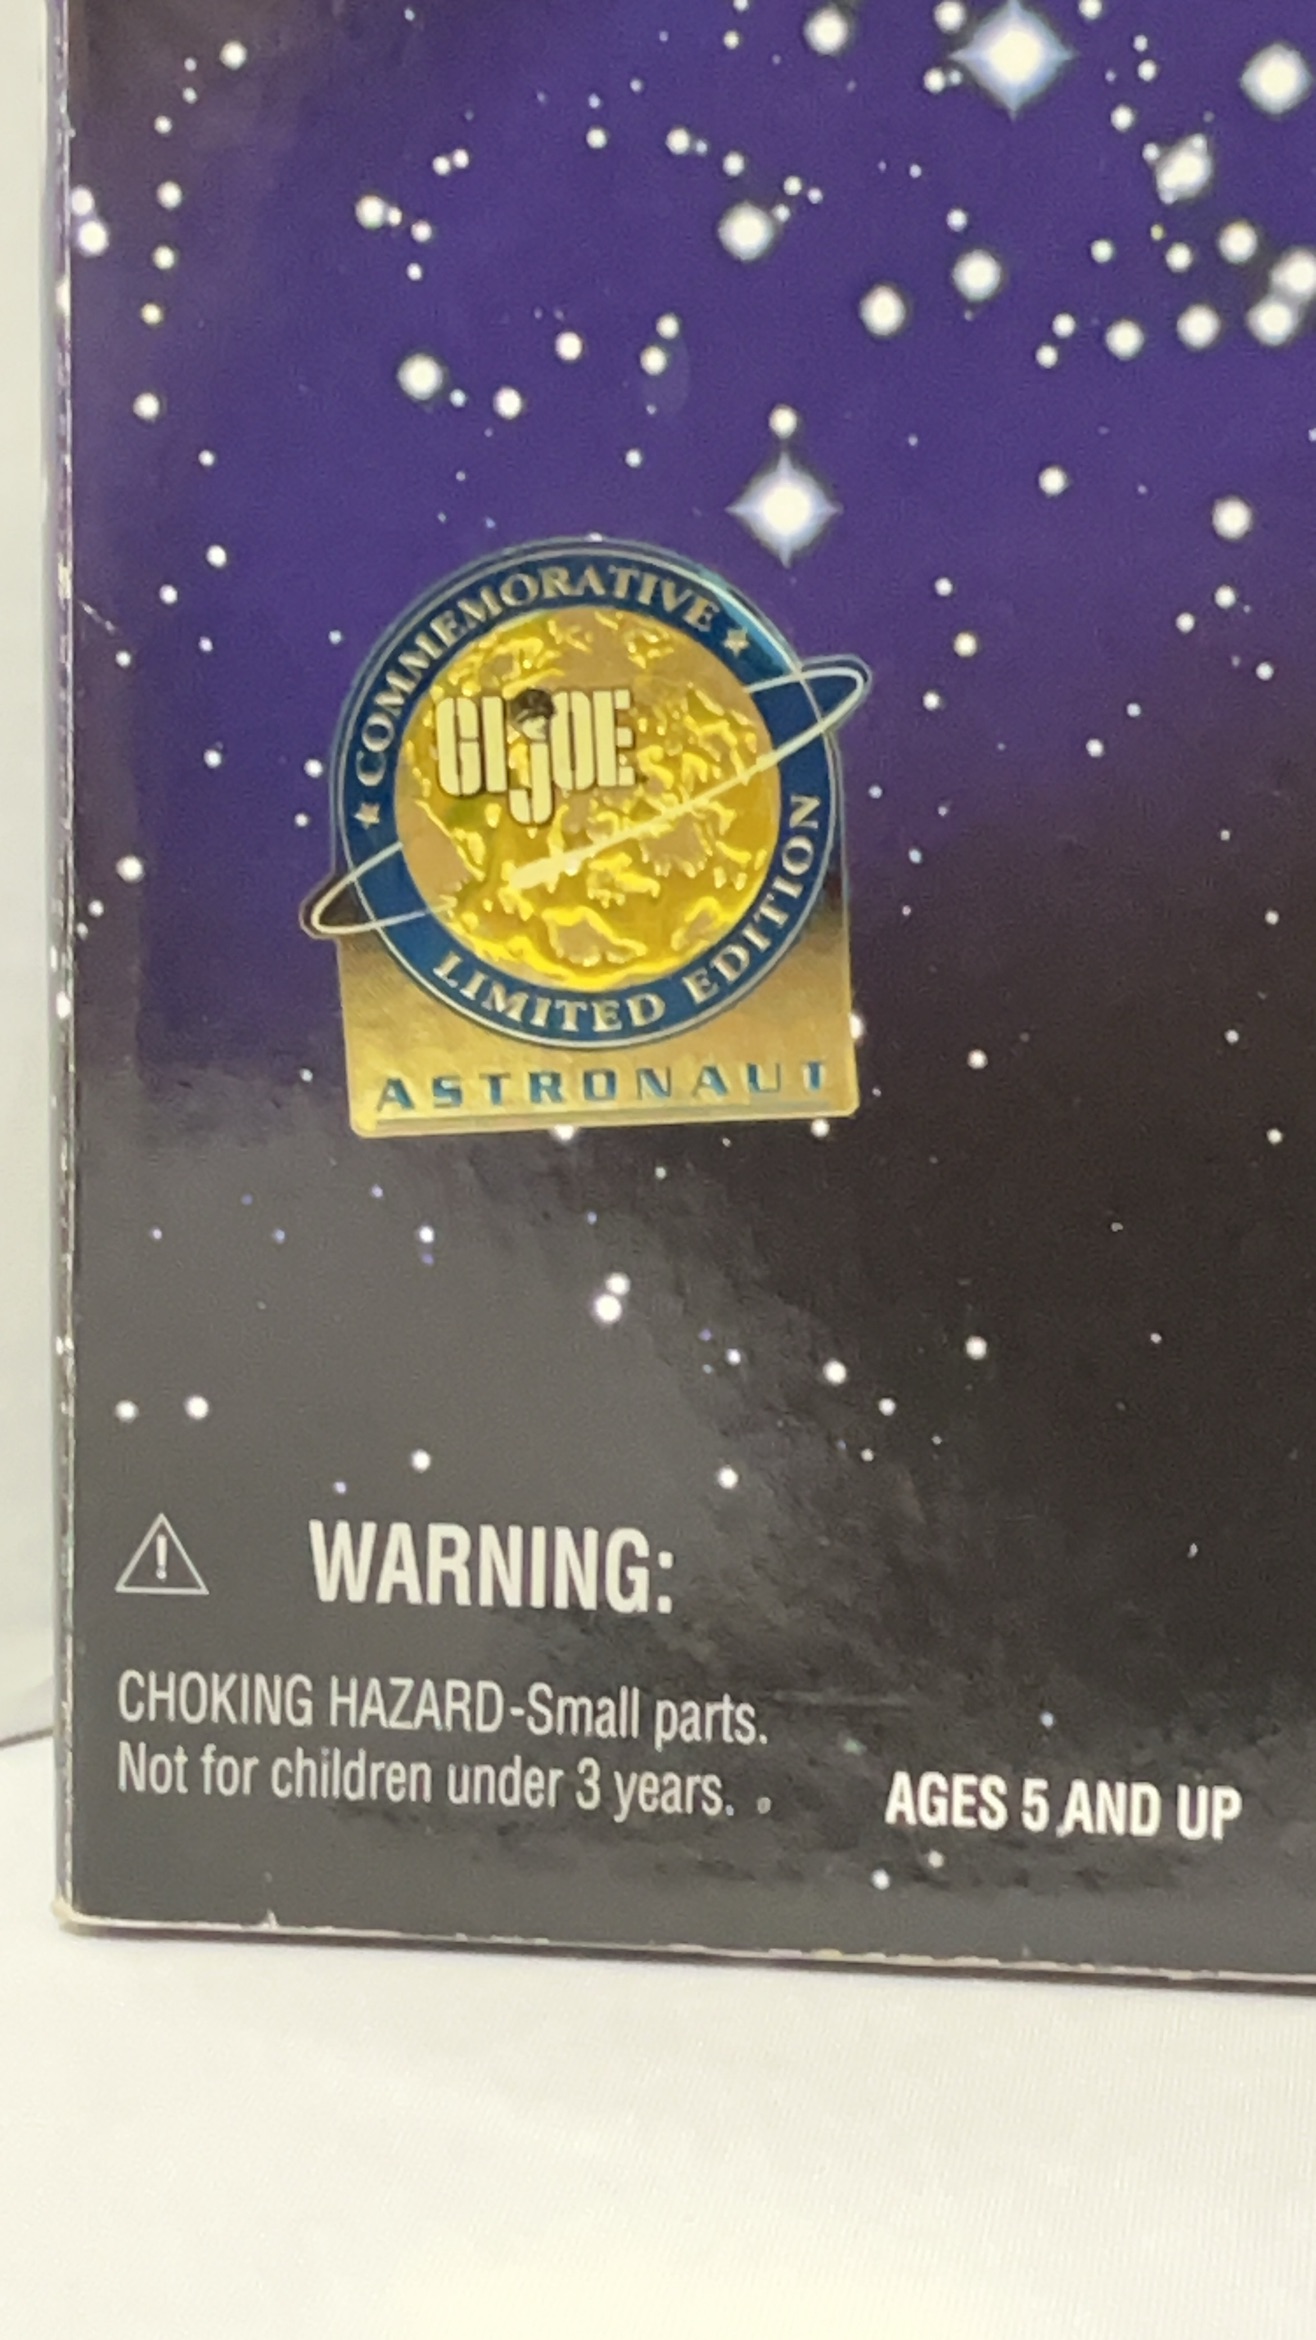 COMMEMORATIVE
GI JOE
LIMITED EDITION
ASTRONAUT
WARNING:
CHOKING HAZARD-Small parts.
Not for children under 3 years.
AGES 5 AND UP